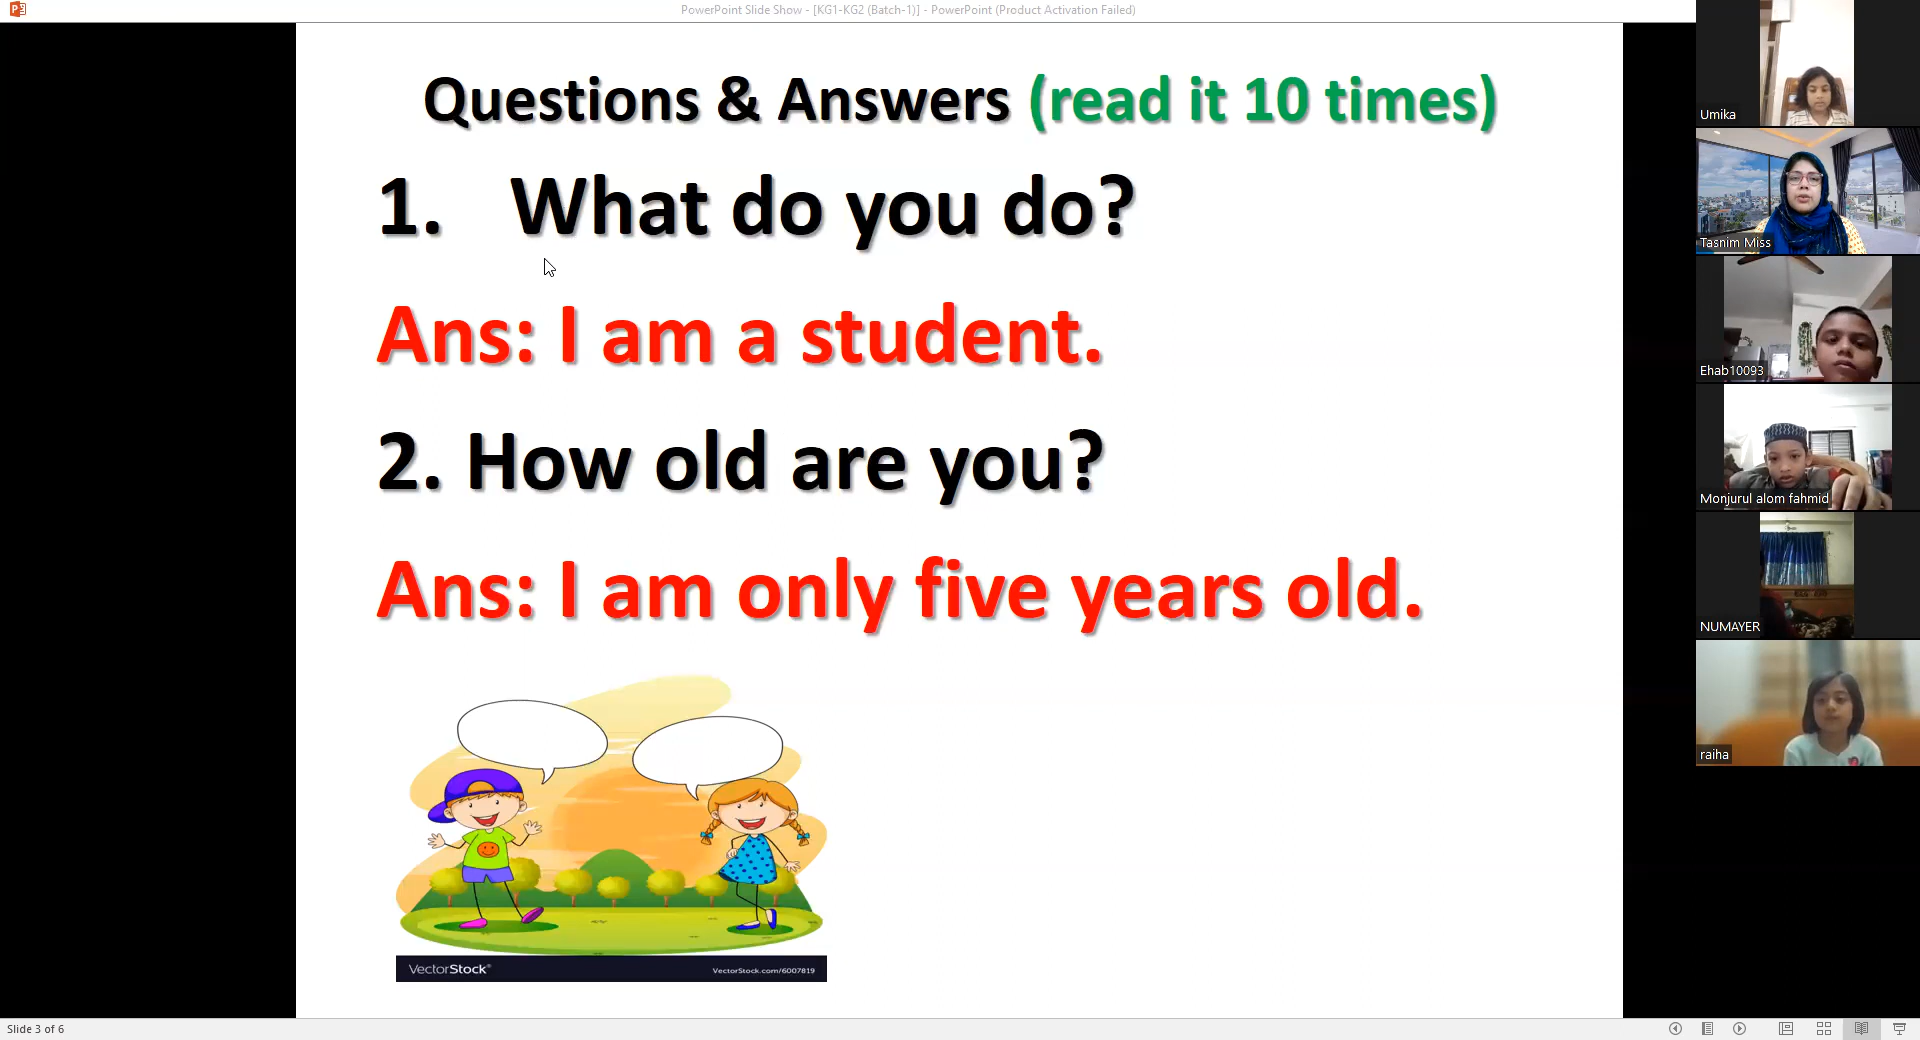 PowerPoint Slide Show - [KG1-KG2 (Batch-1)] - PowerPoint (Product Activation Failed)
Questions & Answers (read it 10 times)
1. What do you do?
Ans: I am a student.
2. How old are you?
Ans: I am only five years old.
VectorStock®
VectorStock.com/6007819
Umika
Tasnim Miss
Ehab10093
Monjurul alom fahmid
NUMAYER
raiha
Slide 3 of 6